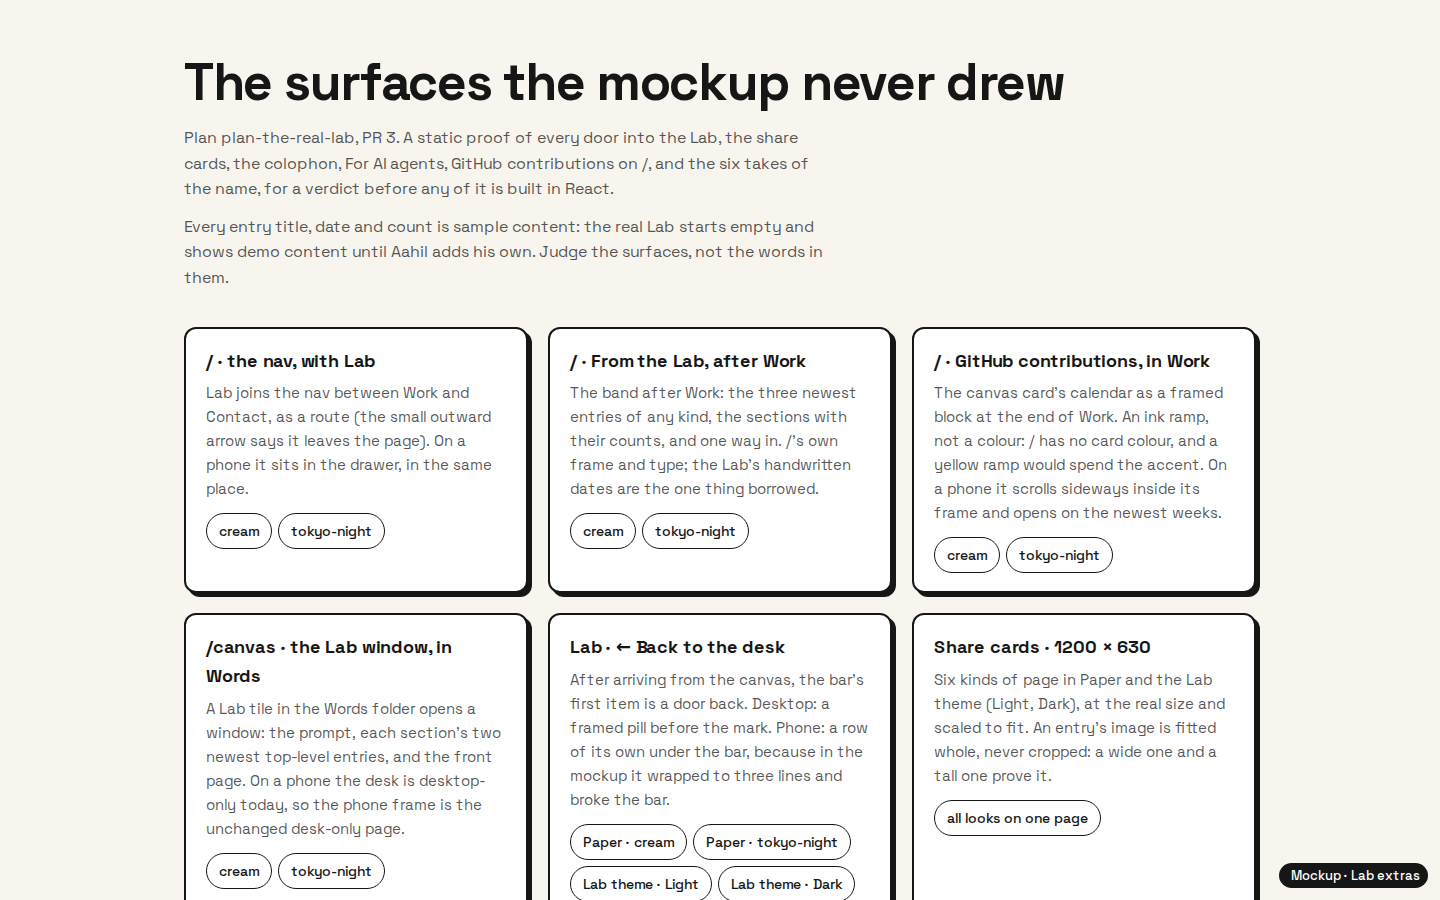 The surfaces the mockup never drew
Plan plan-the-real-lab, PR 3. A static proof of every door into the Lab, the share
cards, the colophon, For AI agents, GitHub contributions on /, and the six takes of
the name, for a verdict before any of it is built in React.
Every entry title, date and count is sample content: the real Lab starts empty and
shows demo content until Aahil adds his own. Judge the surfaces, not the words in
them.
/ · the nav, with Lab
Lab joins the nav between Work and
Contact, as a route (the small outward
arrow says it leaves the page). On a
phone it sits in the drawer, in the same
place.
cream
tokyo-night
/ · From the Lab, after Work
The band after Work: the three newest
entries of any kind, the sections with
their counts, and one way in. /'s own
frame and type; the Lab's handwritten
dates are the one thing borrowed.
cream
tokyo-night
/ · GitHub contributions, in Work
The canvas card's calendar as a framed
block at the end of Work. An ink ramp,
not a colour: / has no card colour, and a
yellow ramp would spend the accent. On
a phone it scrolls sideways inside its
frame and opens on the newest weeks.
cream
tokyo-night
/canvas · the Lab window, in
Words
A Lab tile in the Words folder opens a
window: the prompt, each section's two
newest top-level entries, and the front
page. On a phone the desk is desktop-
only today, so the phone frame is the
unchanged desk-only page.
cream
tokyo-night
Lab · ← Back to the desk
After arriving from the canvas, the bar's
first item is a door back. Desktop: a
framed pill before the mark. Phone: a row
of its own under the bar, because in the
mockup it wrapped to three lines and
broke the bar.
Paper · cream
Paper · tokyo-night
Lab theme · Light
Lab theme · Dark
Share cards · 1200 × 630
Six kinds of page in Paper and the Lab
theme (Light, Dark), at the real size and
scaled to fit. An entry's image is fitted
whole, never cropped: a wide one and a
tall one prove it.
all looks on one page
Mockup · Lab extras